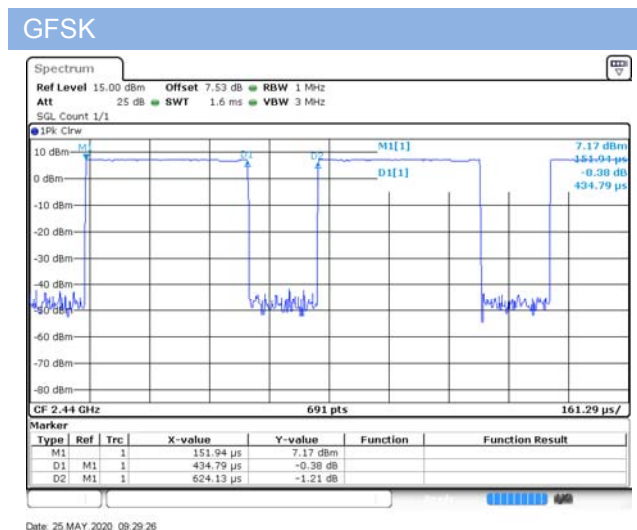 GFSK
Spectrum
Ref Level 15.00 dBm Offset 7.53 dB RBW 1 MHz
Att 25 dB SWT 1.6 ms VBW 3 MHz
SGL Count 1/1
1Pk Clrw
M1[1] 7.17 dBm
151.94 µs
D1[1] -0.38 dB
434.79 µs
M1 D1 D2
10 dBm
0 dBm
-10 dBm
-20 dBm
-30 dBm
-40 dBm
-50 dBm
-60 dBm
-70 dBm
-80 dBm
CF 2.44 GHz 691 pts 161.29 µs/
Marker
Type Ref Trc X-value Y-value Function Function Result
M1 1 151.94 µs 7.17 dBm
D1 M1 1 434.79 µs -0.38 dB
D2 M1 1 624.13 µs -1.21 dB
Date: 25 MAY 2020 09:29:26